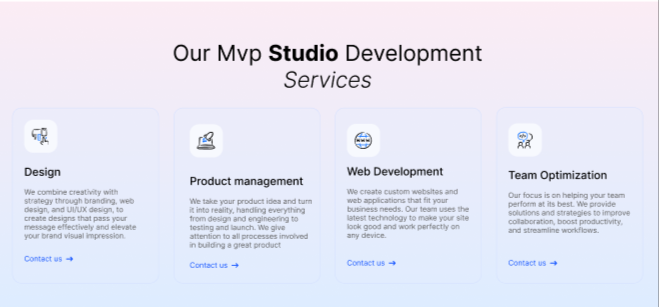 Our Mvp Studio Development
Services
Design
We combine creativity with
strategy through branding, web
design, and UI/UX design, to
create designs that pass your
message effectively and elevate
your brand visual impression.
Contact us →
Product management
We take your product idea and turn
it into reality, handling everything
from design and engineering to
testing and launch. We give
attention to all processes involved
in building a great product
Contact us →
Web Development
We create custom websites and
web applications that fit your
business needs. Our team uses the
latest technology to make your site
look good and work perfectly on
any device.
Contact us →
Team Optimization
Our focus is on helping your team
perform at its best. We provide
solutions and strategies to improve
collaboration, boost productivity,
and streamline workflows.
Contact us →